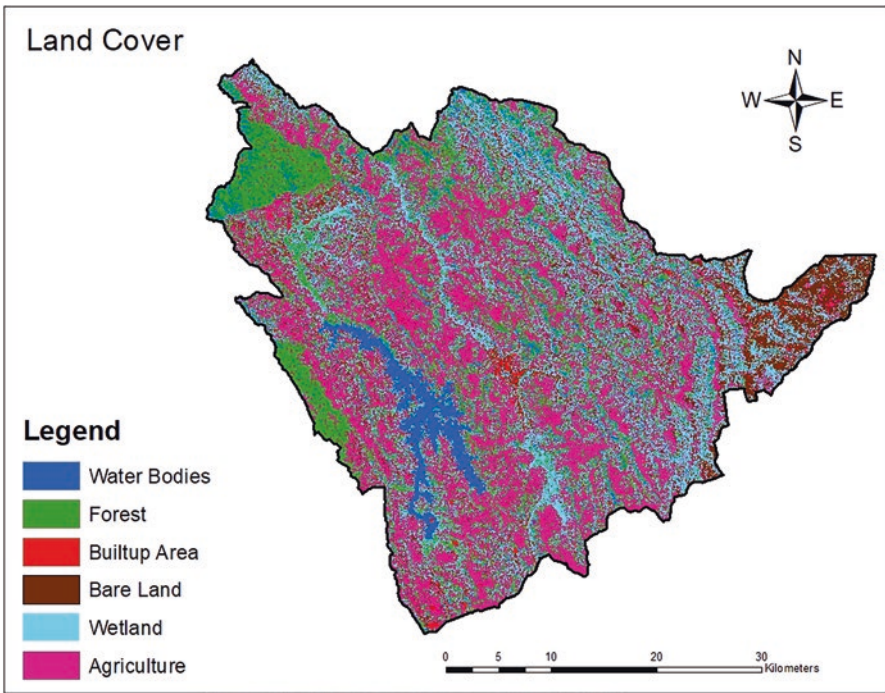 Land Cover
N
W E
S
Legend
Water Bodies
Forest
Builtup Area
Bare Land
Wetland
Agriculture
0 5 10 20 30
Kilometers